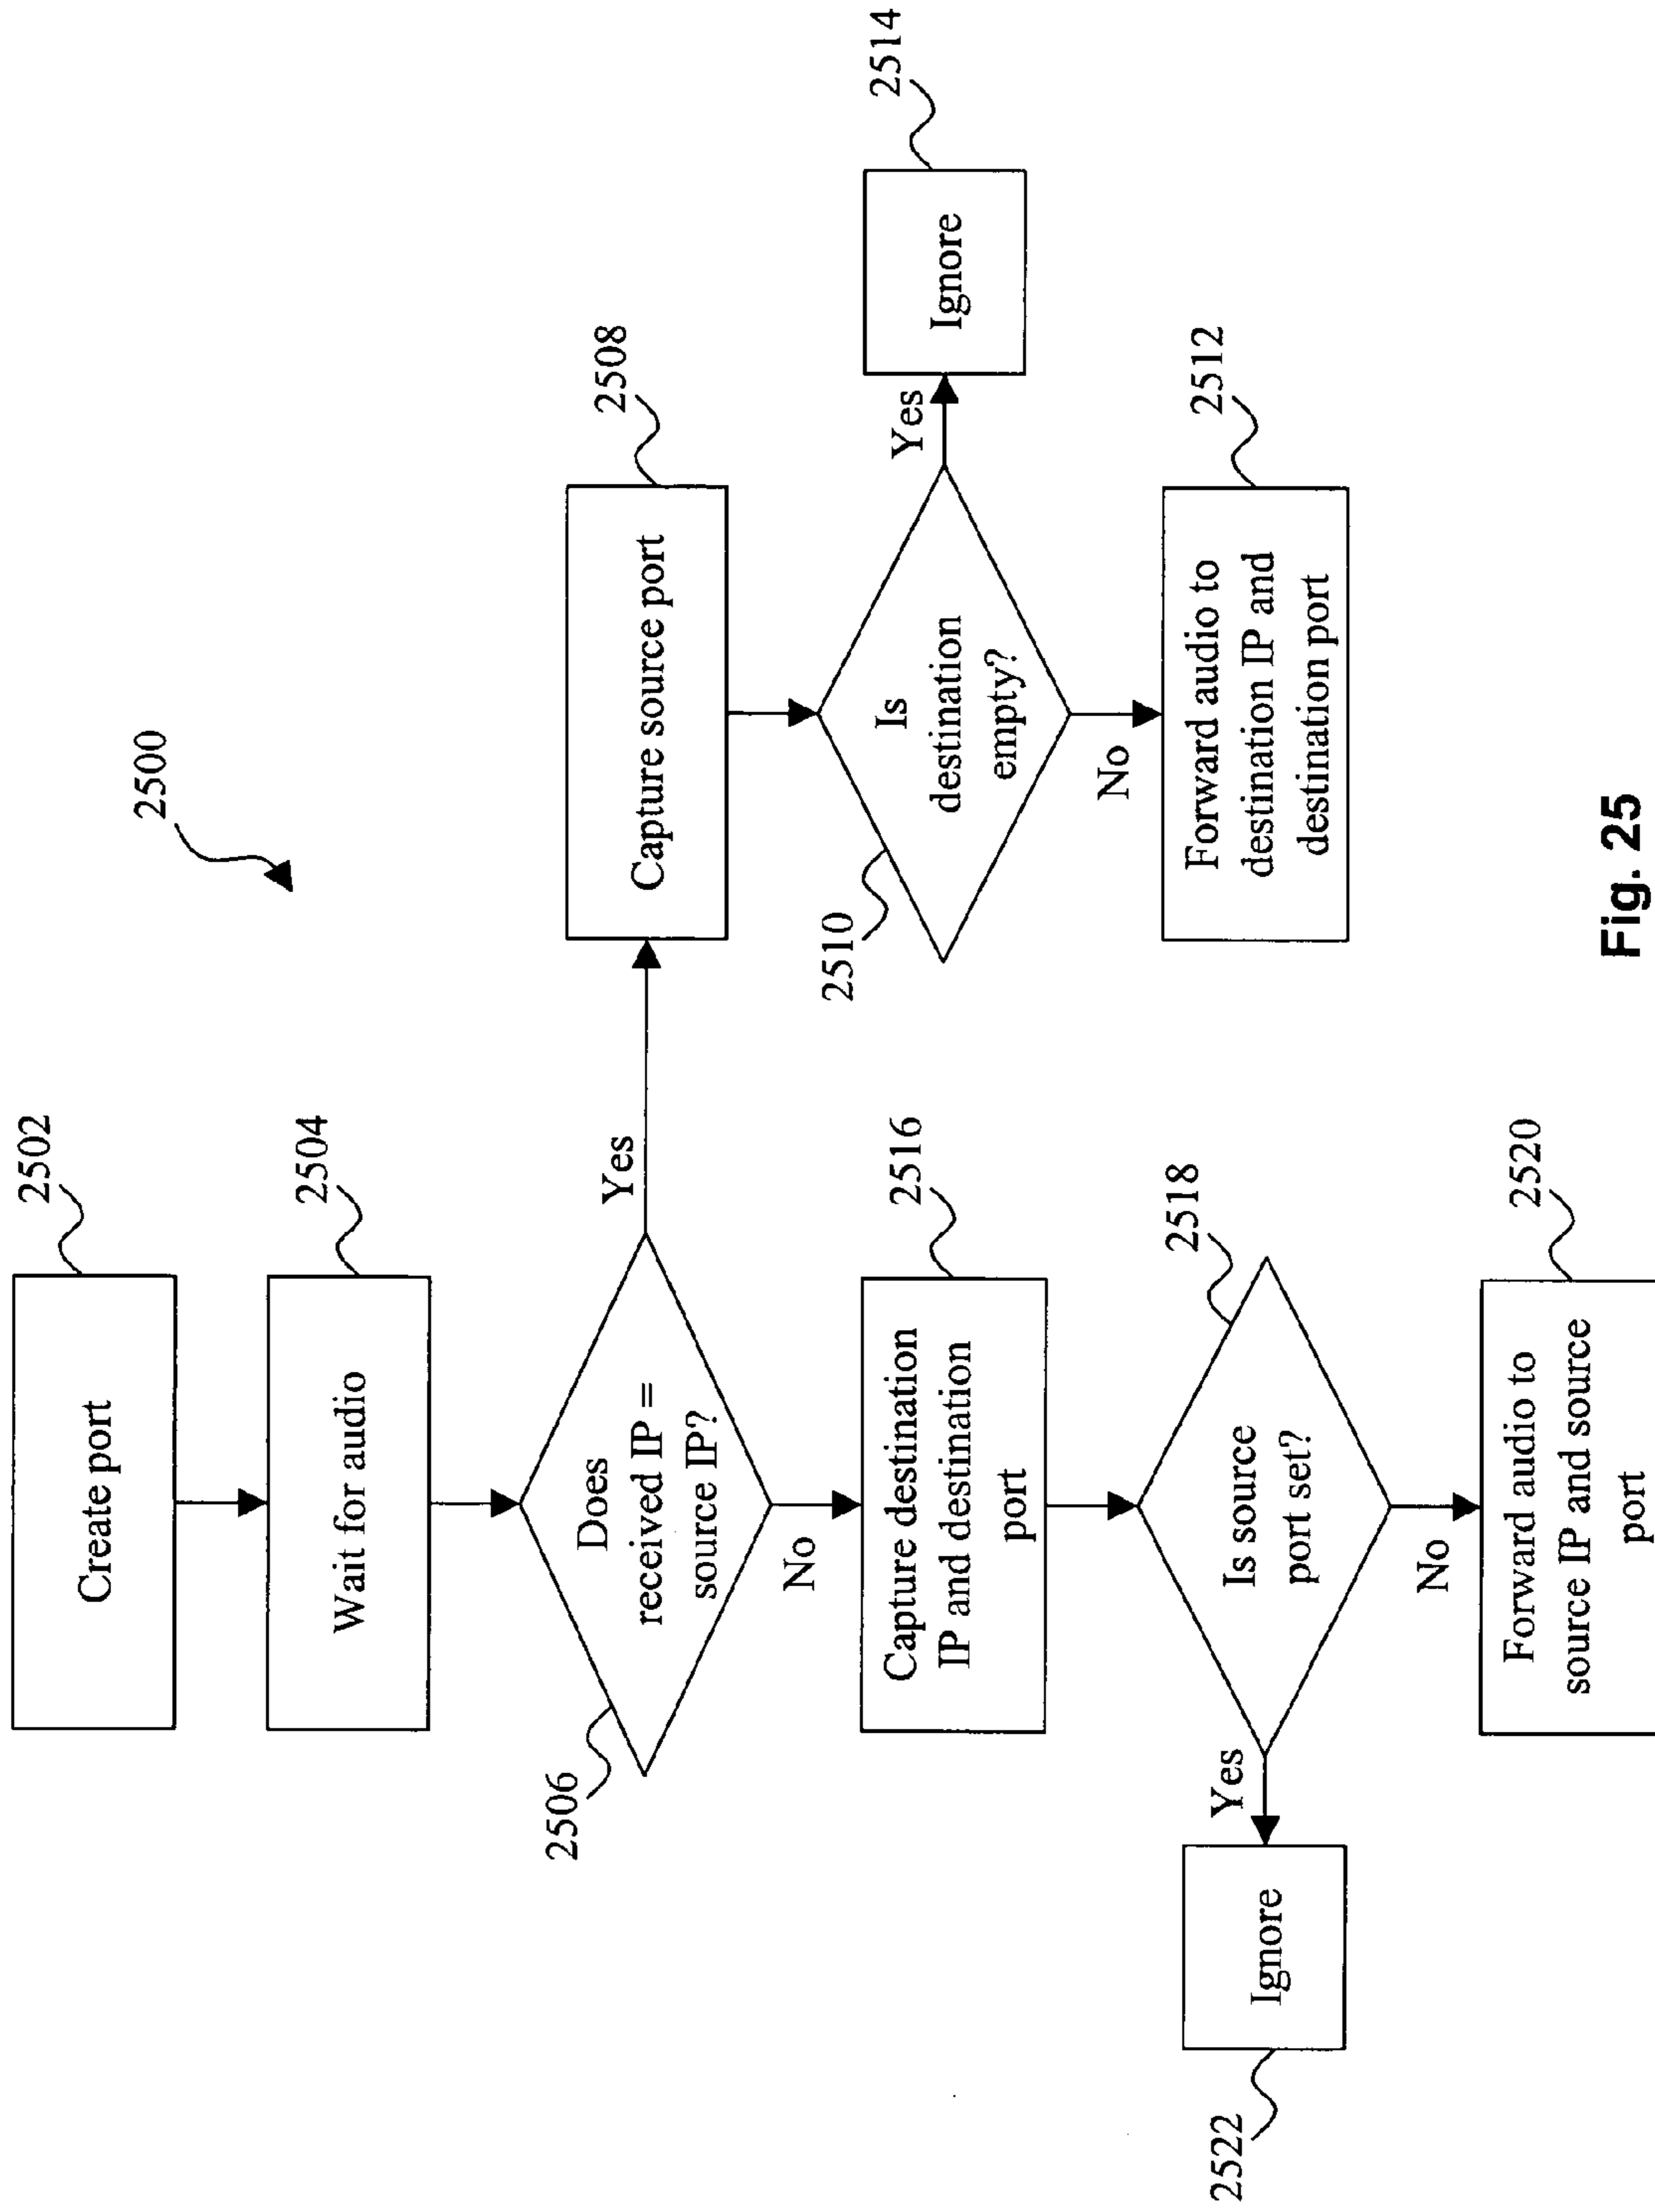 2500
Create port
2502
Wait for audio
2504
Does
received IP =
source IP?
2506
Yes
No
Capture source port
2508
Is
destination
empty?
2510
Yes
Ignore
2514
No
Forward audio to
destination IP and
destination port
2512
Capture destination
IP and destination
port
2516
Is source
port set?
2518
Yes
Ignore
2522
No
Forward audio to
source IP and source
port
2520
Fig. 25